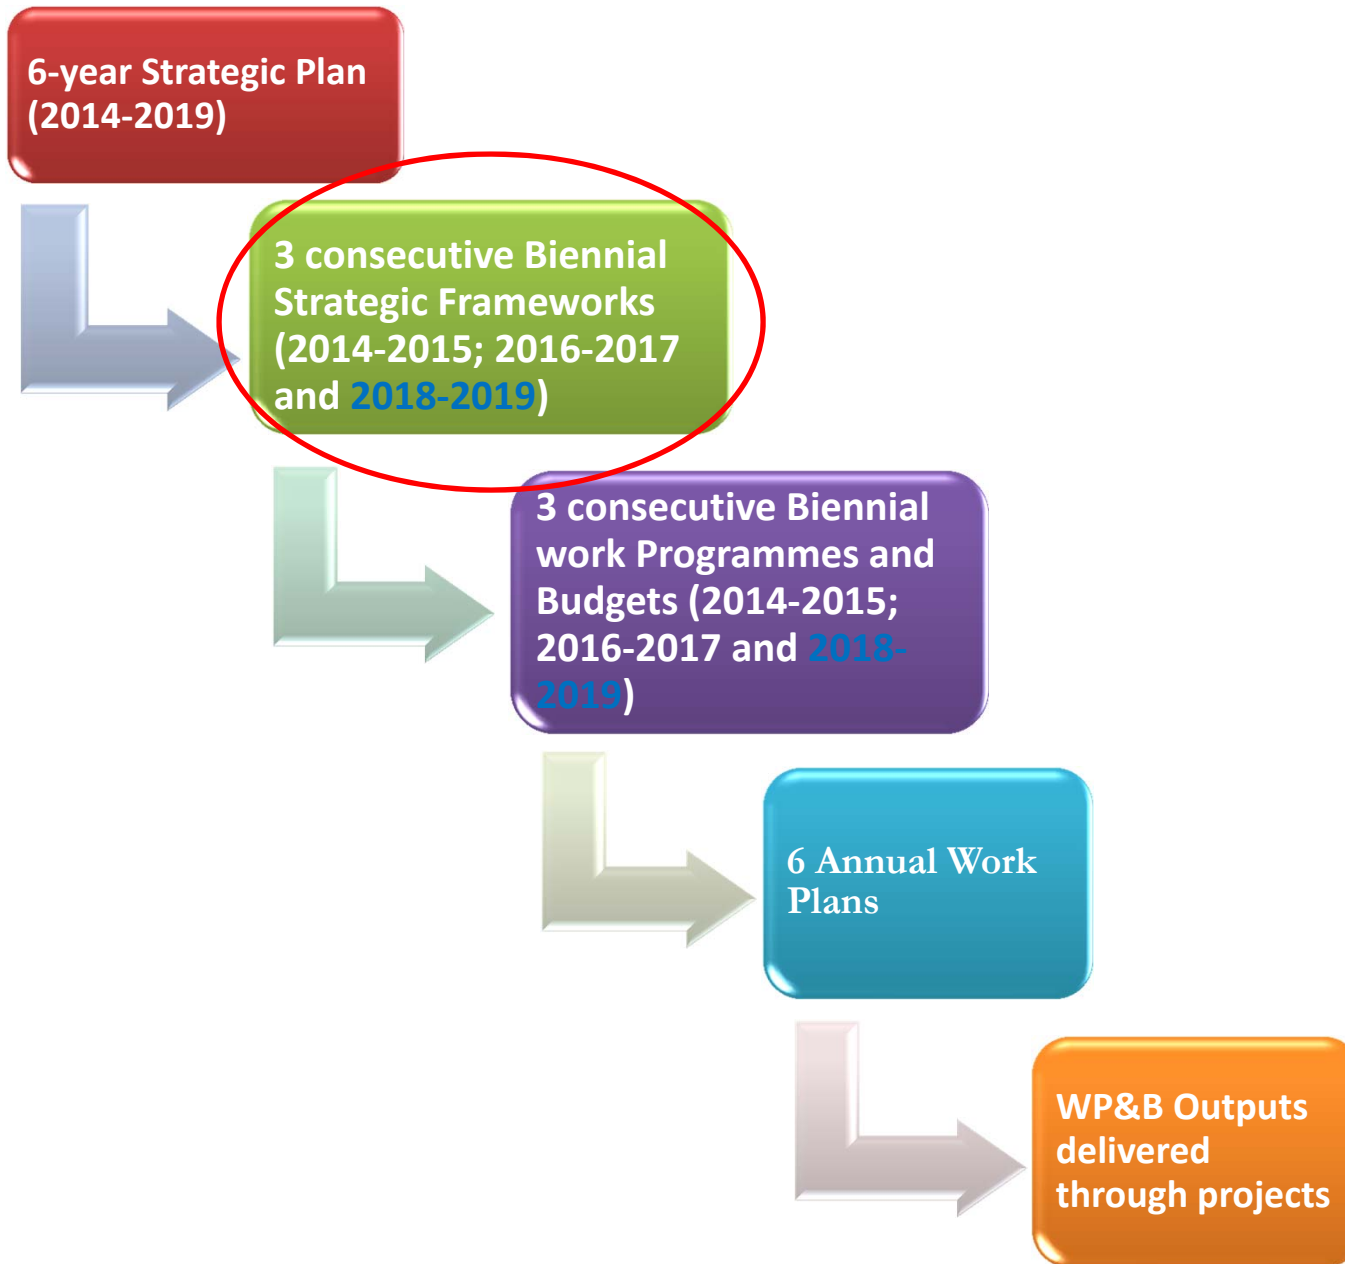 6-year Strategic Plan
(2014-2019)
3 consecutive Biennial
Strategic Frameworks
(2014-2015; 2016-2017
and 2018-2019)
3 consecutive Biennial
work Programmes and
Budgets (2014-2015;
2016-2017 and 2018-
2019)
6 Annual Work
Plans
WP&B Outputs
delivered
through projects